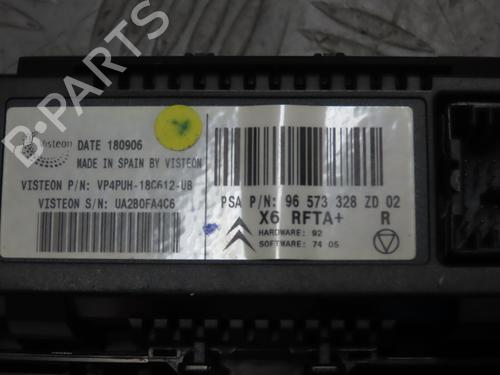 B-PARTS
Visteon DATE 180906
MADE IN SPAIN BY VISTEON
VISTEON P/N: VP4PUH-18C612-UB
VISTEON S/N: UA2B0FA4C6
PSA P/N: 96 573 328 ZD 02
X6 RFTA+ R
HARDWARE: 92
SOFTWARE: 74 05